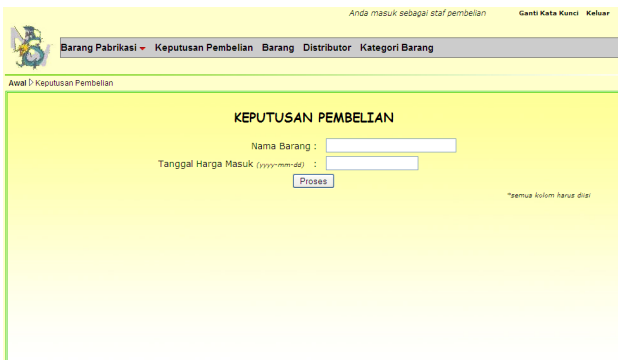 Anda masuk sebagai staf pembelian Ganti Kata Kunci Keluar
Barang Pabrikasi Keputusan Pembelian Barang Distributor Kategori Barang
Awal Keputusan Pembelian
KEPUTUSAN PEMBELIAN
Nama Barang :
Tanggal Harga Masuk (yyyy-mm-dd) :
Proses
*semua kolom harus diisi